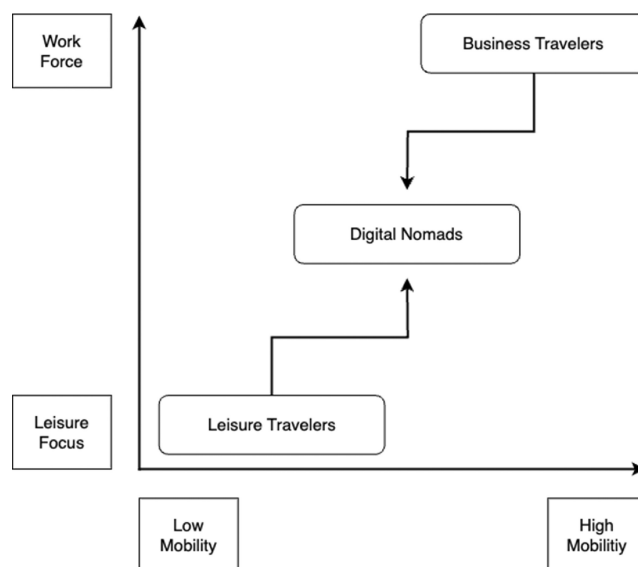 Work
Force
Business Travelers
Digital Nomads
Leisure
Focus
Leisure Travelers
Low
Mobility
High
Mobilitiy